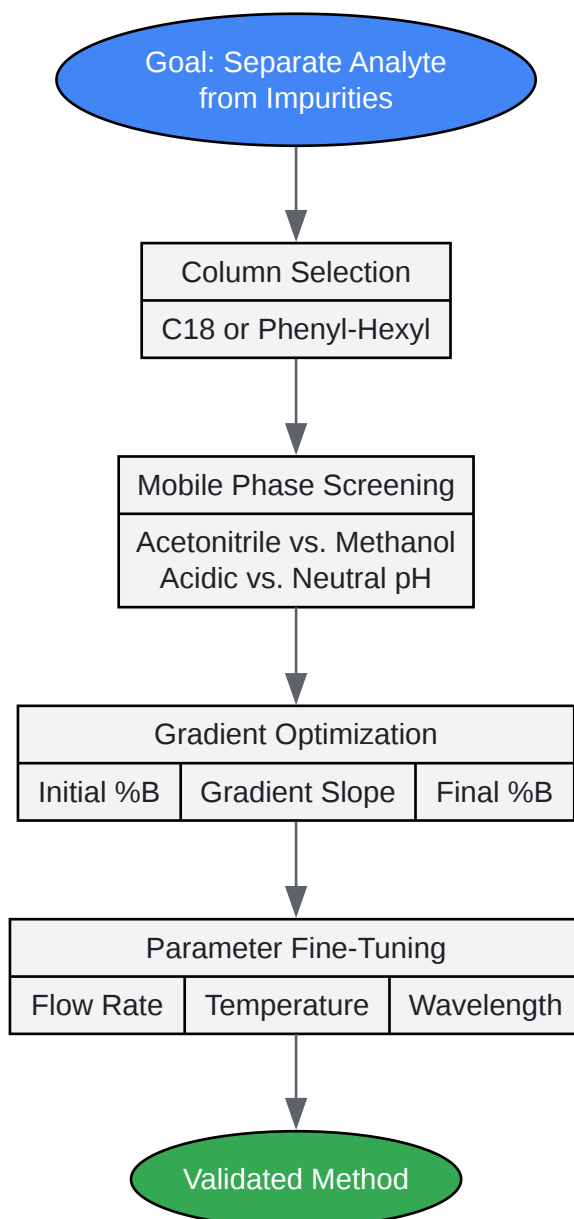 Goal: Separate Analyte
from Impurities
Column Selection
C18 or Phenyl-Hexyl
Mobile Phase Screening
Acetonitrile vs. Methanol
Acidic vs. Neutral pH
Gradient Optimization
Initial %B
Gradient Slope
Final %B
Parameter Fine-Tuning
Flow Rate
Temperature
Wavelength
Validated Method